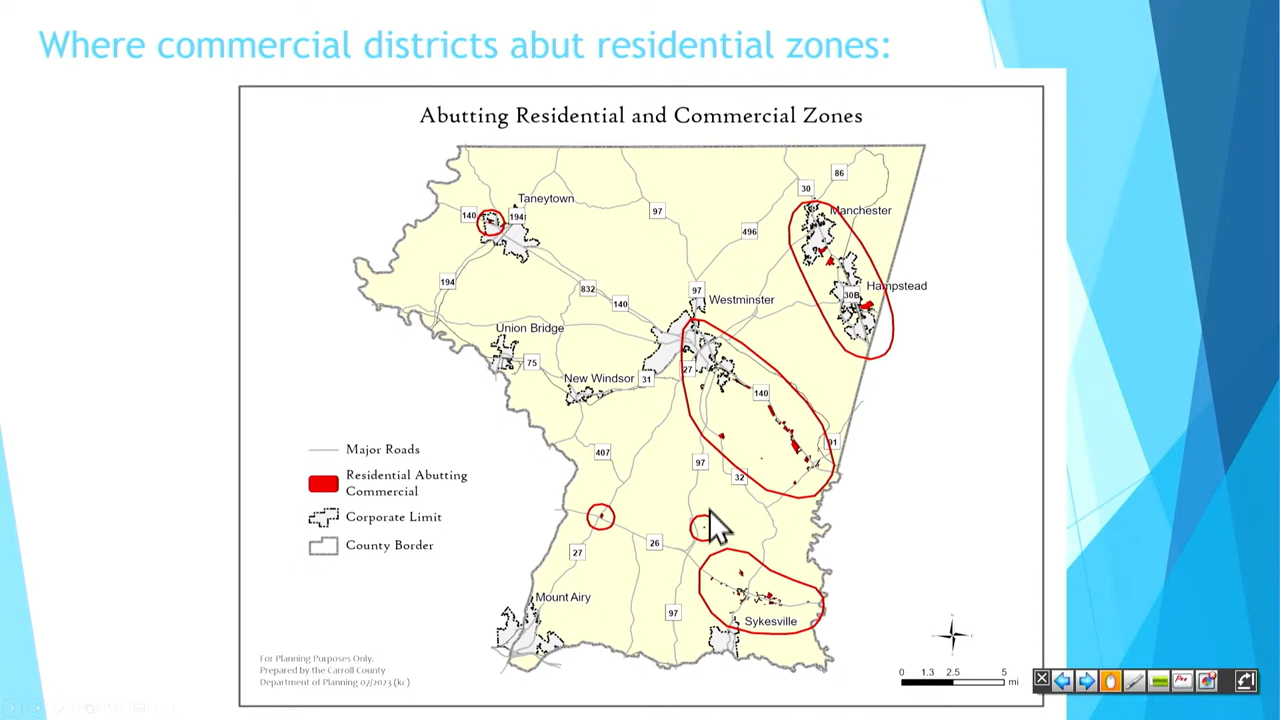 Where commercial districts abut residential zones:
Abutting Residential and Commercial Zones
86
30
Taneytown
97
Manchester
140
194
496
194
832
97
Hampstead
30B
140
Westminster
Union Bridge
75
New Windsor
31
27
140
91
407
97
32
Major Roads
Residential Abutting
Commercial
Corporate Limit
County Border
26
27
Mount Airy
97
Sykesville
For Planning Purposes Only.
Prepared by the Carroll County
Department of Planning 07/2023 (kc)
0 1.3 2.5 5
mi